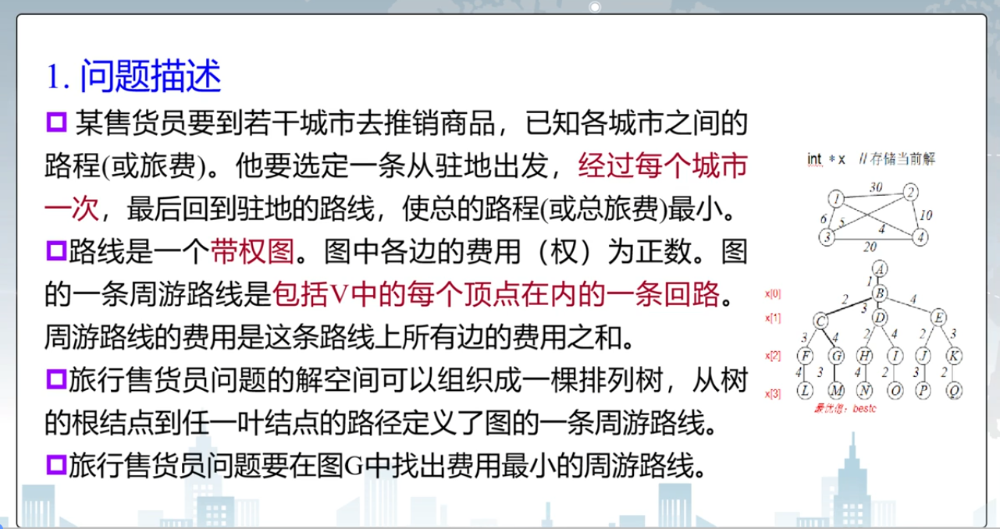 1. 问题描述
某售货员要到若干城市去推销商品，已知各城市之间的
路程(或旅费)。他要选定一条从驻地出发，经过每个城市
一次，最后回到驻地的路线，使总的路程(或总旅费)最小。
路线是一个带权图。图中各边的费用（权）为正数。图
的一条周游路线是包括V中的每个顶点在内的一条回路。
周游路线的费用是这条路线上所有边的费用之和。
旅行售货员问题的解空间可以组织成一棵排列树，从树
的根结点到任一叶结点的路径定义了图的一条周游路线。
旅行售货员问题要在图G中找出费用最小的周游路线。
int *x //存储当前解
30
1 2
6 5 4 10
3 4
20
A
1
x[0] B
2 3 4
x[1] C D E
3 4 2 4 2 3
x[2] F G H I J K
4 3 4 2 3 2
x[3] L M N O P Q
最优值：bestc